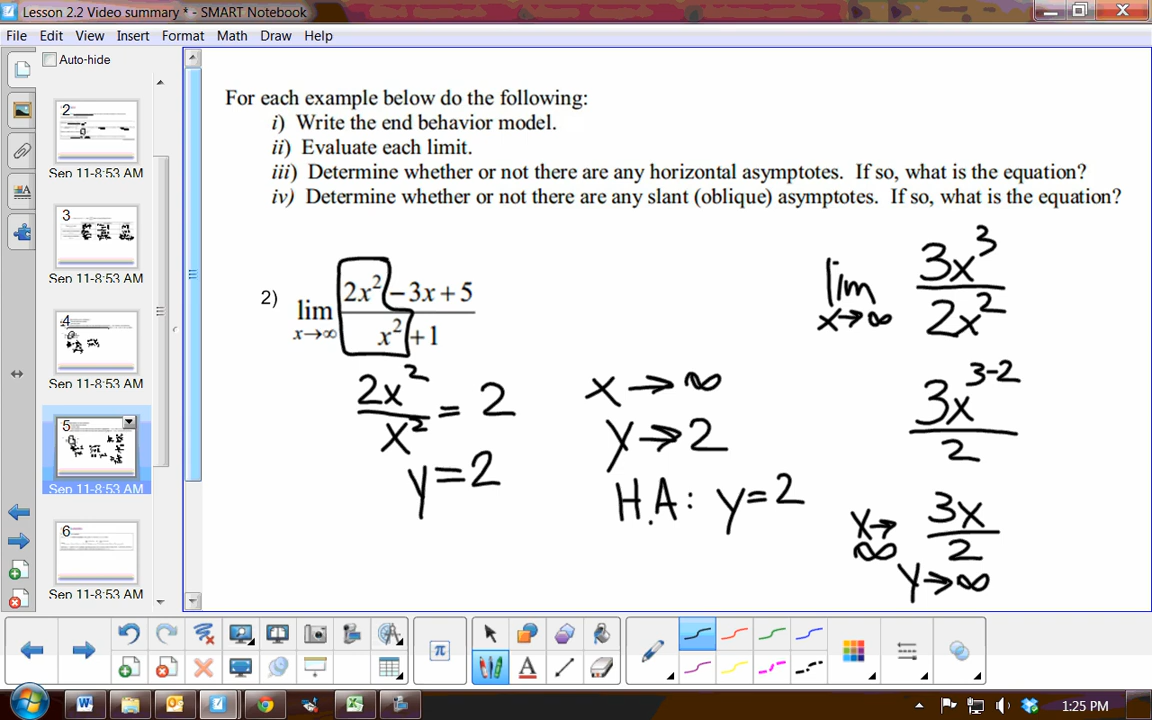 Lesson 2.2 Video summary * - SMART Notebook
File Edit View Insert Format Math Draw Help
Auto-hide
2
Sep 11-8:53 AM
3
Sep 11-8:53 AM
4
Sep 11-8:53 AM
5
Sep 11-8:53 AM
6
Sep 11-8:53 AM
For each example below do the following:
i) Write the end behavior model.
ii) Evaluate each limit.
iii) Determine whether or not there are any horizontal asymptotes. If so, what is the equation?
iv) Determine whether or not there are any slant (oblique) asymptotes. If so, what is the equation?
2) lim x→∞ (2x² − 3x + 5)/(x² + 1)
2x²/x² = 2
y = 2
x → ∞
y → 2
H.A: y = 2
lim x→∞ 3x³/2x²
3x³⁻²/2
x→∞ 3x/2
y → ∞
π
A
1:25 PM